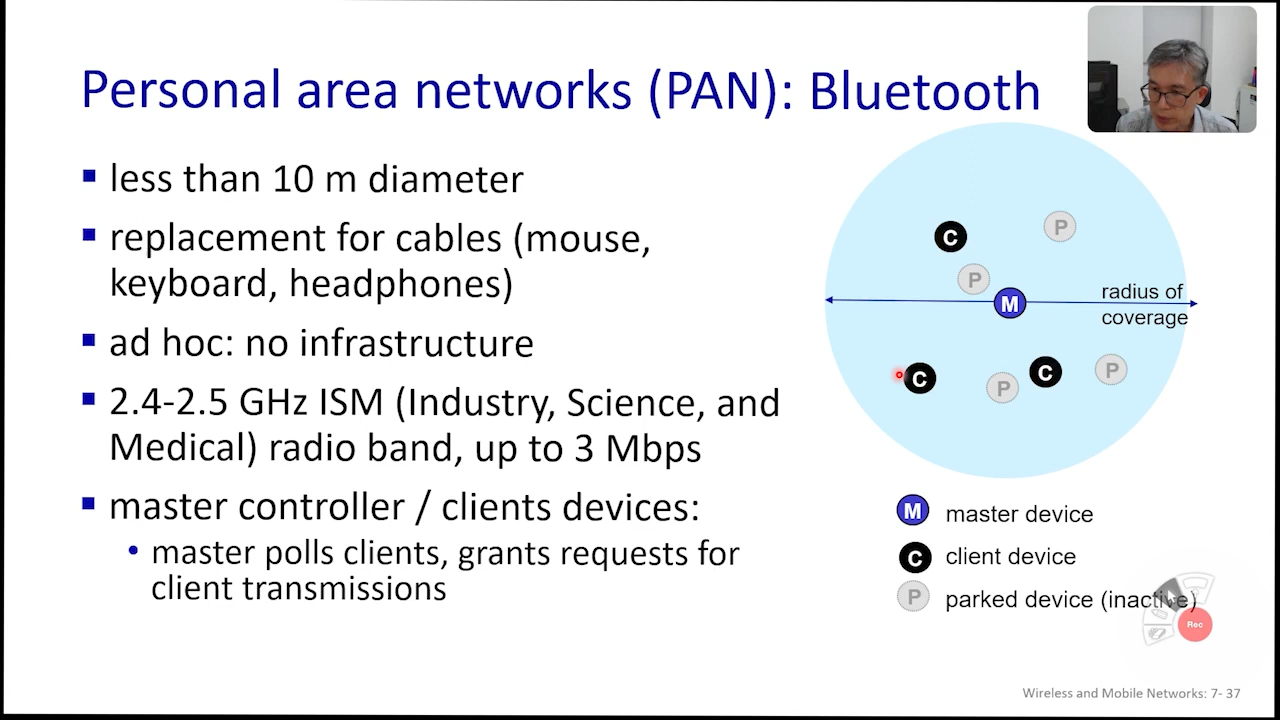 Personal area networks (PAN): Bluetooth
less than 10 m diameter
replacement for cables (mouse,
keyboard, headphones)
ad hoc: no infrastructure
2.4-2.5 GHz ISM (Industry, Science, and
Medical) radio band, up to 3 Mbps
master controller / clients devices:
master polls clients, grants requests for
client transmissions
C
P
P
M
radius of
coverage
C
P
C
P
M master device
C client device
P parked device (inactive)
Rec
Wireless and Mobile Networks: 7- 37